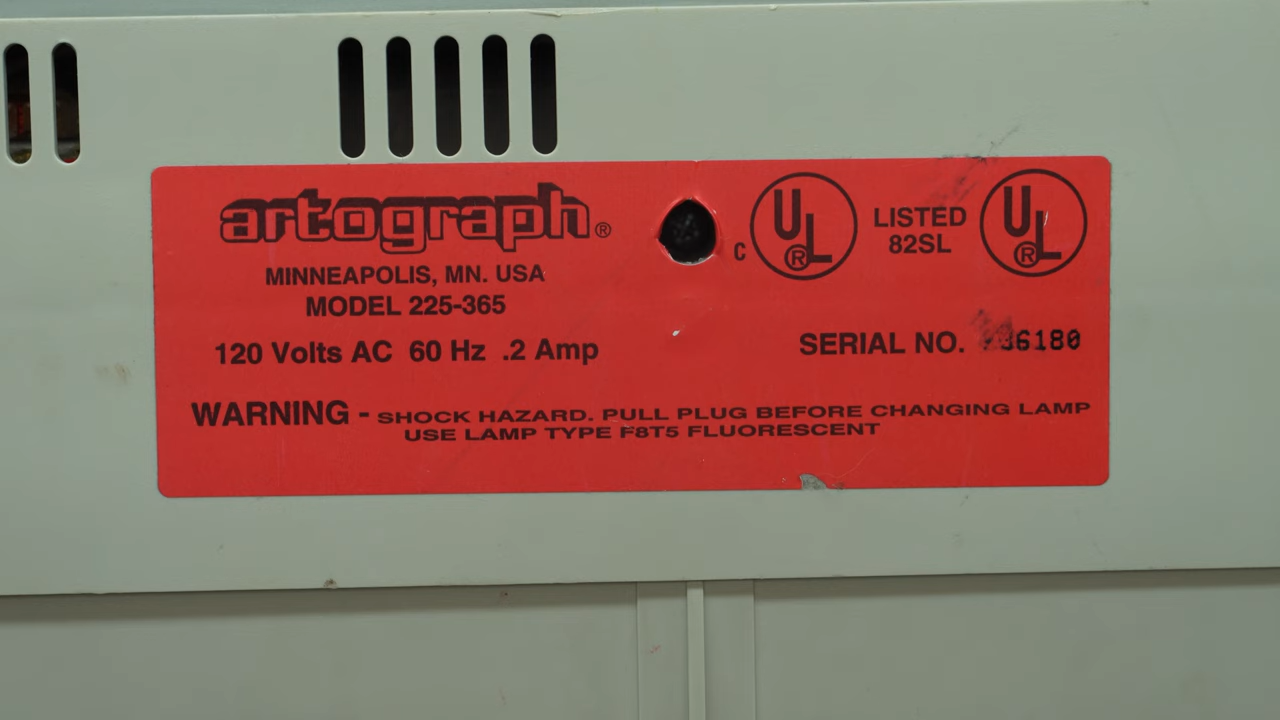 artograph®
MINNEAPOLIS, MN. USA
MODEL 225-365
120 Volts AC 60 Hz .2 Amp
C UL® LISTED 82SL UL®
SERIAL NO.
WARNING - SHOCK HAZARD. PULL PLUG BEFORE CHANGING LAMP
USE LAMP TYPE F8T5 FLUORESCENT